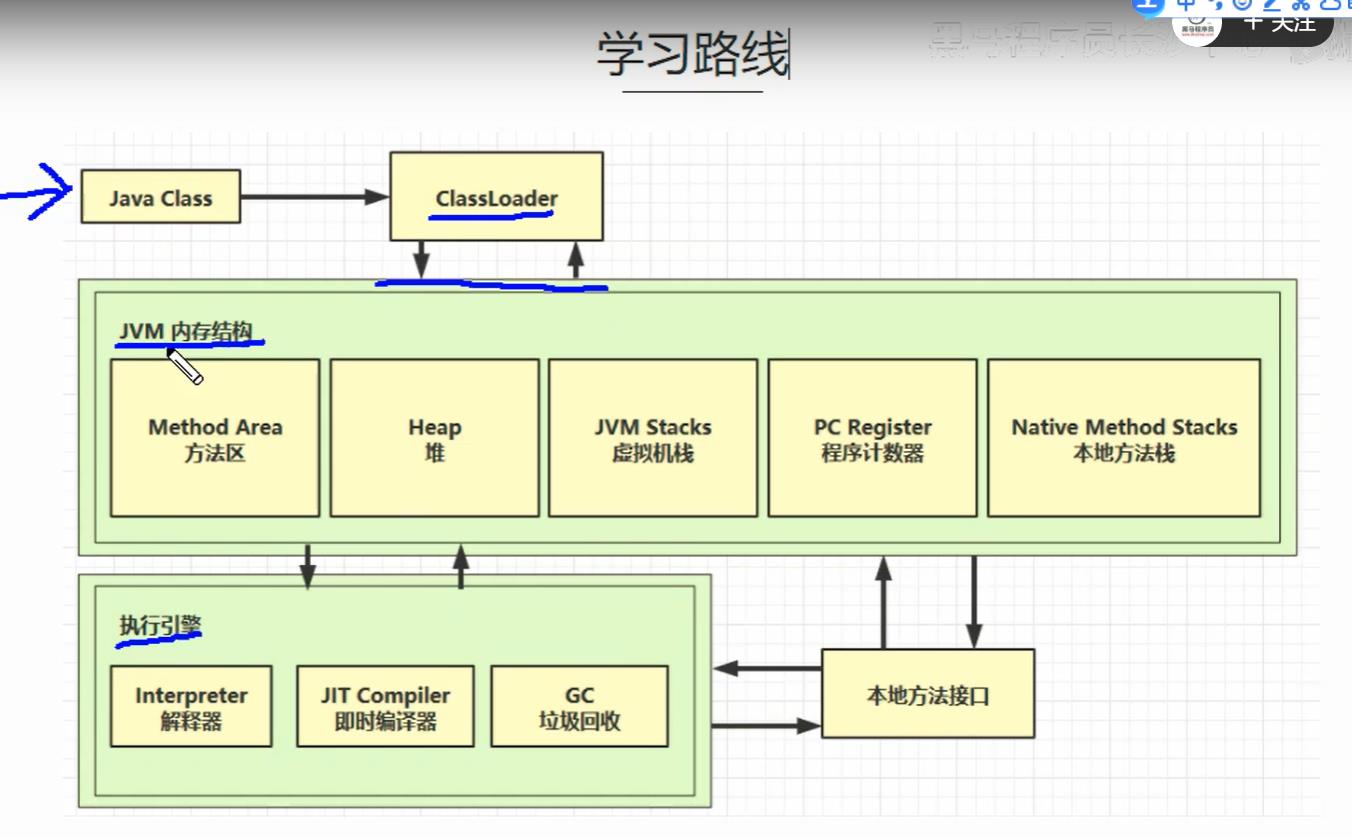 中
+ 关注
学习路线
Java Class
ClassLoader
JVM 内存结构
Method Area
方法区
Heap
堆
JVM Stacks
虚拟机栈
PC Register
程序计数器
Native Method Stacks
本地方法栈
执行引擎
Interpreter
解释器
JIT Compiler
即时编译器
GC
垃圾回收
本地方法接口